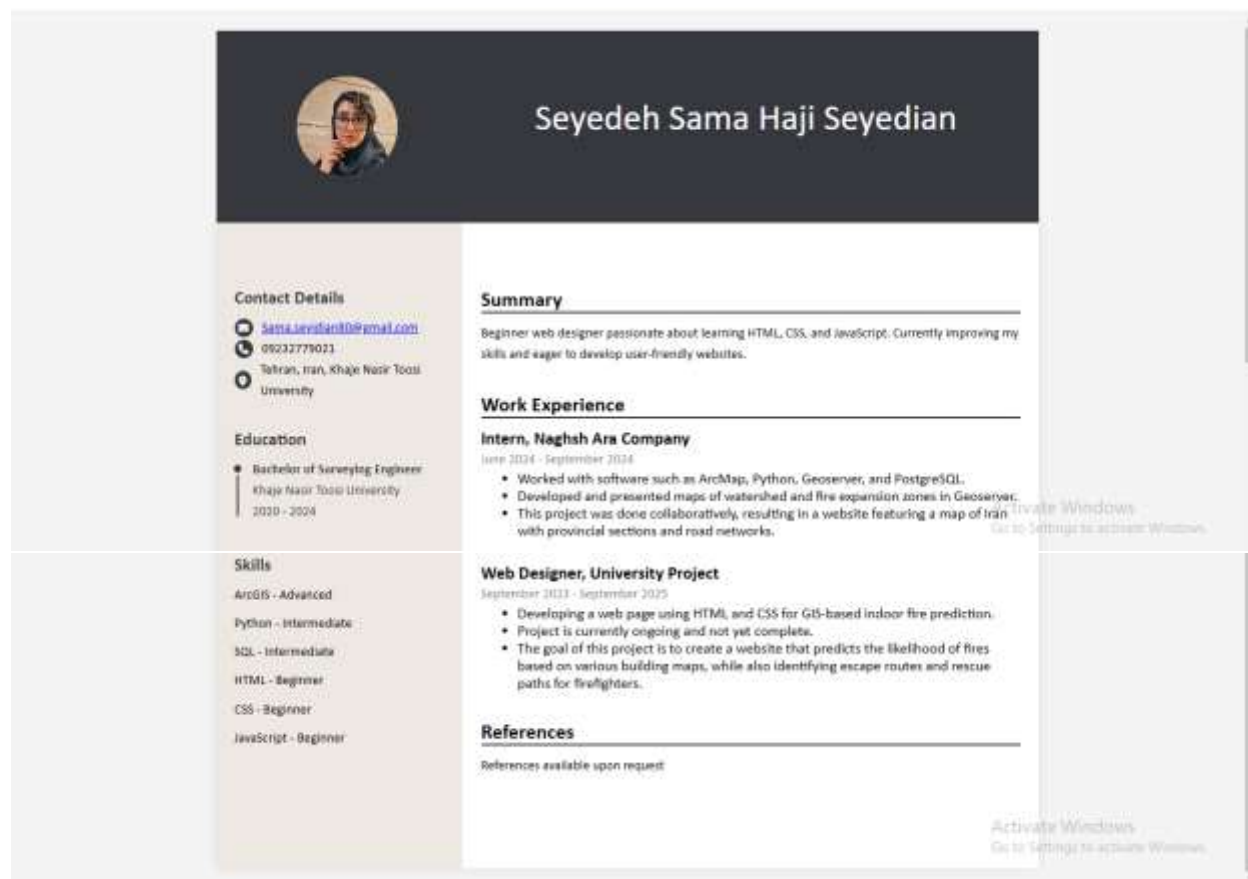 Seyedeh Sama Haji Seyedian
Contact Details
Sama.seyidian80@gmail.com
09232779021
Tehran, Iran, Khaje Nasir Toosi
University
Education
Bachelor of Surveying Engineer
Khaje Nasir Toosi University
2020 - 2024
Skills
ArcGIS - Advanced
Python - Intermediate
SQL - Intermediate
HTML - Beginner
CSS - Beginner
JavaScript - Beginner
Summary
Beginner web designer passionate about learning HTML, CSS, and JavaScript. Currently improving my
skills and eager to develop user-friendly websites.
Work Experience
Intern, Naghsh Ara Company
June 2024 - September 2024
• Worked with software such as ArcMap, Python, Geoserver, and PostgreSQL.
• Developed and presented maps of watershed and fire expansion zones in Geoserver.
• This project was done collaboratively, resulting in a website featuring a map of Iran
with provincial sections and road networks.
Web Designer, University Project
September 2023 - September 2025
• Developing a web page using HTML and CSS for GIS-based indoor fire prediction.
• Project is currently ongoing and not yet complete.
• The goal of this project is to create a website that predicts the likelihood of fires
based on various building maps, while also identifying escape routes and rescue
paths for firefighters.
References
References available upon request
Activate Windows
Go to Settings to activate Windows.
Activate Windows
Go to Settings to activate Windows.